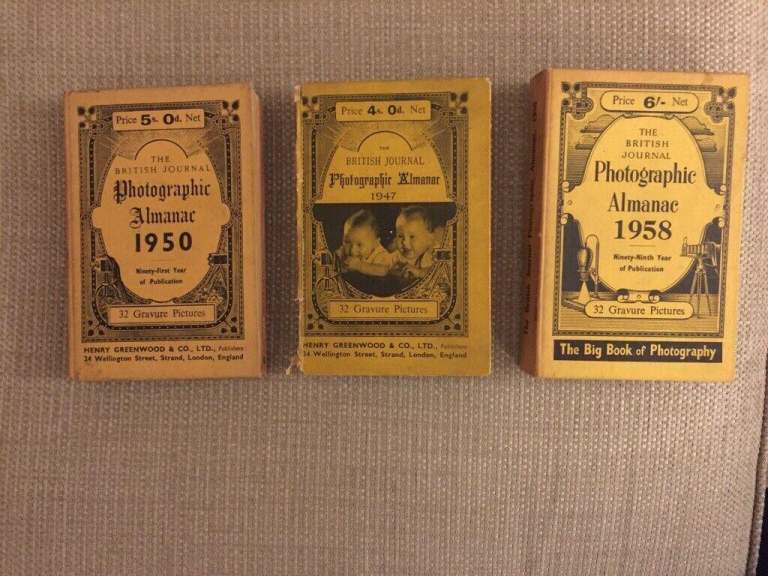 Price 5s. 0d. Net
THE
BRITISH JOURNAL
Photographic
Almanac
1950
Ninety-First Year
of Publication
32 Gravure Pictures
HENRY GREENWOOD & CO., LTD., Publishers
24 Wellington Street, Strand, London, England
Price 4s. 0d. Net
THE
BRITISH JOURNAL
Photographic Almanac
1947
32 Gravure Pictures
HENRY GREENWOOD & CO., LTD., Publishers
24 Wellington Street, Strand, London, England
Price 6/- Net
THE
BRITISH
JOURNAL
Photographic
Almanac
1958
Ninety-Ninth Year
of Publication
32 Gravure Pictures
The Big Book of Photography